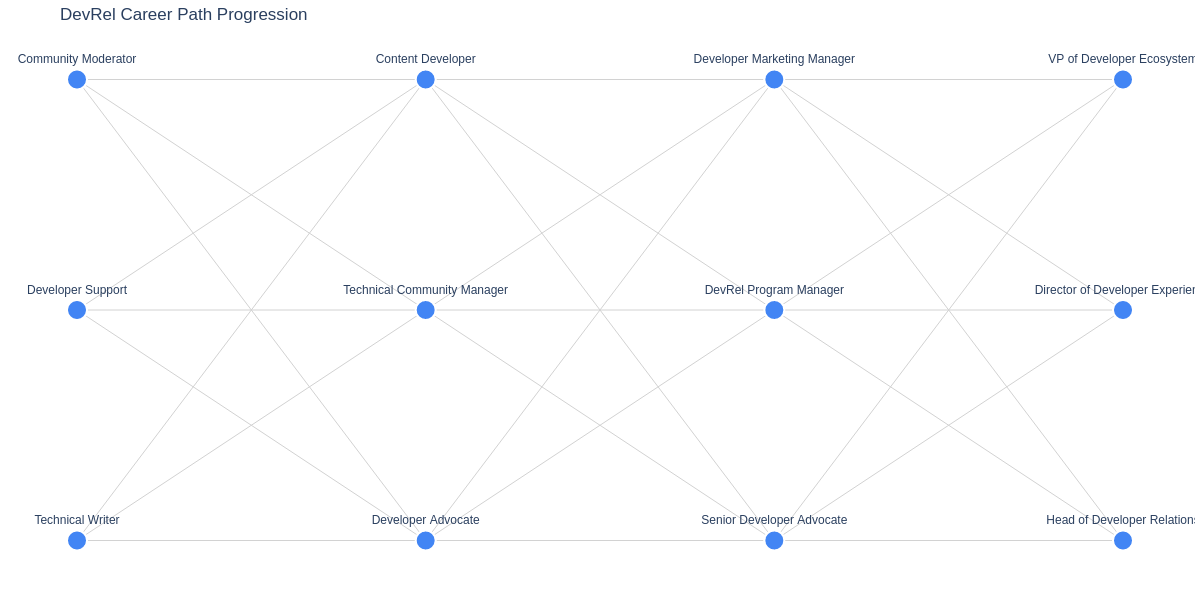 DevRel Career Path Progression
Community Moderator
Content Developer
Developer Marketing Manager
VP of Developer Ecosystem
Developer Support
Technical Community Manager
DevRel Program Manager
Director of Developer Experien
Technical Writer
Developer Advocate
Senior Developer Advocate
Head of Developer Relations